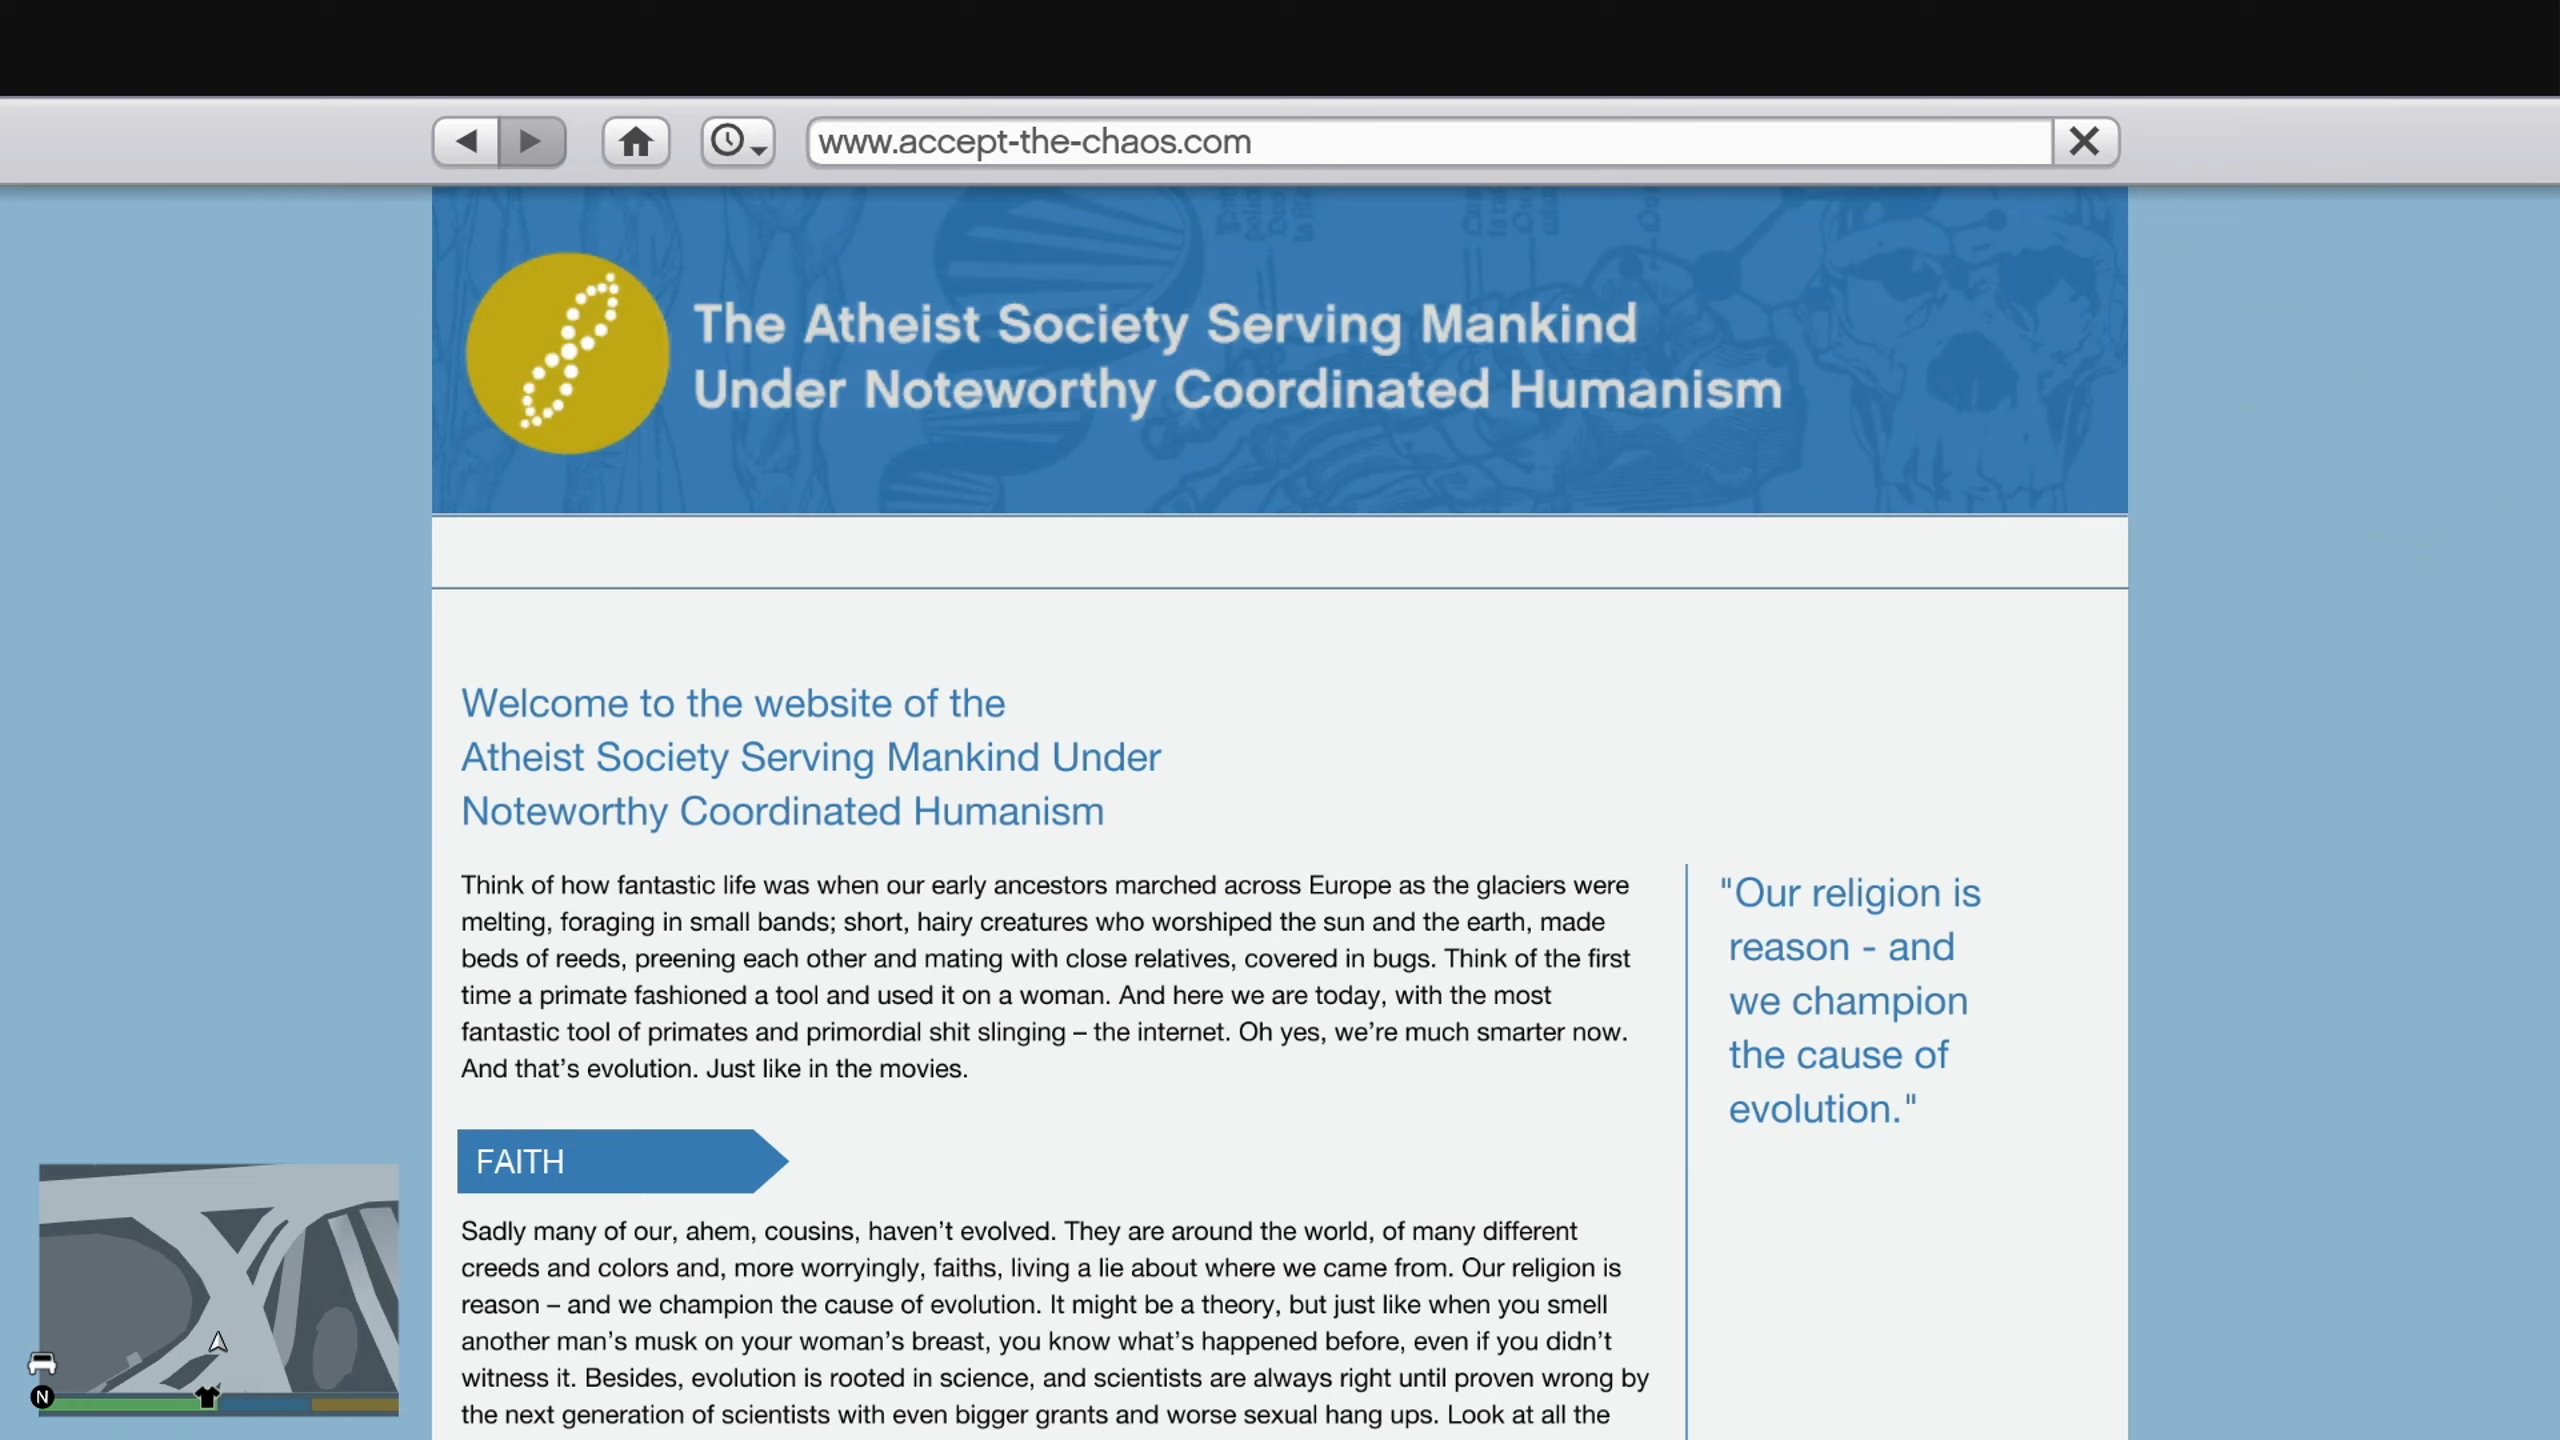 www.accept-the-chaos.com
The Atheist Society Serving Mankind
Under Noteworthy Coordinated Humanism
Welcome to the website of the
Atheist Society Serving Mankind Under
Noteworthy Coordinated Humanism
Think of how fantastic life was when our early ancestors marched across Europe as the glaciers were
melting, foraging in small bands; short, hairy creatures who worshiped the sun and the earth, made
beds of reeds, preening each other and mating with close relatives, covered in bugs. Think of the first
time a primate fashioned a tool and used it on a woman. And here we are today, with the most
fantastic tool of primates and primordial shit slinging – the internet. Oh yes, we’re much smarter now.
And that’s evolution. Just like in the movies.
"Our religion is
reason - and
we champion
the cause of
evolution."
FAITH
Sadly many of our, ahem, cousins, haven’t evolved. They are around the world, of many different
creeds and colors and, more worryingly, faiths, living a lie about where we came from. Our religion is
reason – and we champion the cause of evolution. It might be a theory, but just like when you smell
another man’s musk on your woman’s breast, you know what’s happened before, even if you didn’t
witness it. Besides, evolution is rooted in science, and scientists are always right until proven wrong by
the next generation of scientists with even bigger grants and worse sexual hang ups. Look at all the
N